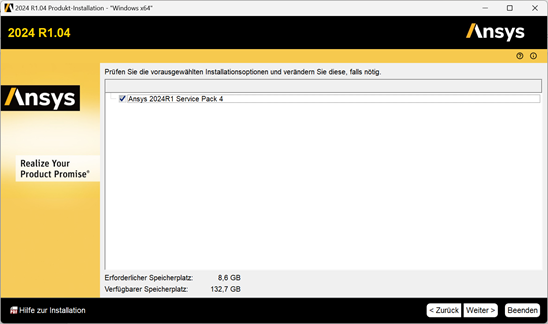 2024 R1.04 Produkt-Installation - "Windows x64"
2024 R1.04
Ansys
Prüfen Sie die vorausgewählten Installationsoptionen und verändern Sie diese, falls nötig.
Ansys 2024R1 Service Pack 4
Ansys
Realize Your
Product Promise®
Erforderlicher Speicherplatz: 8,6 GB
Verfügbarer Speicherplatz: 132,7 GB
Hilfe zur Installation
< Zurück Weiter > Beenden